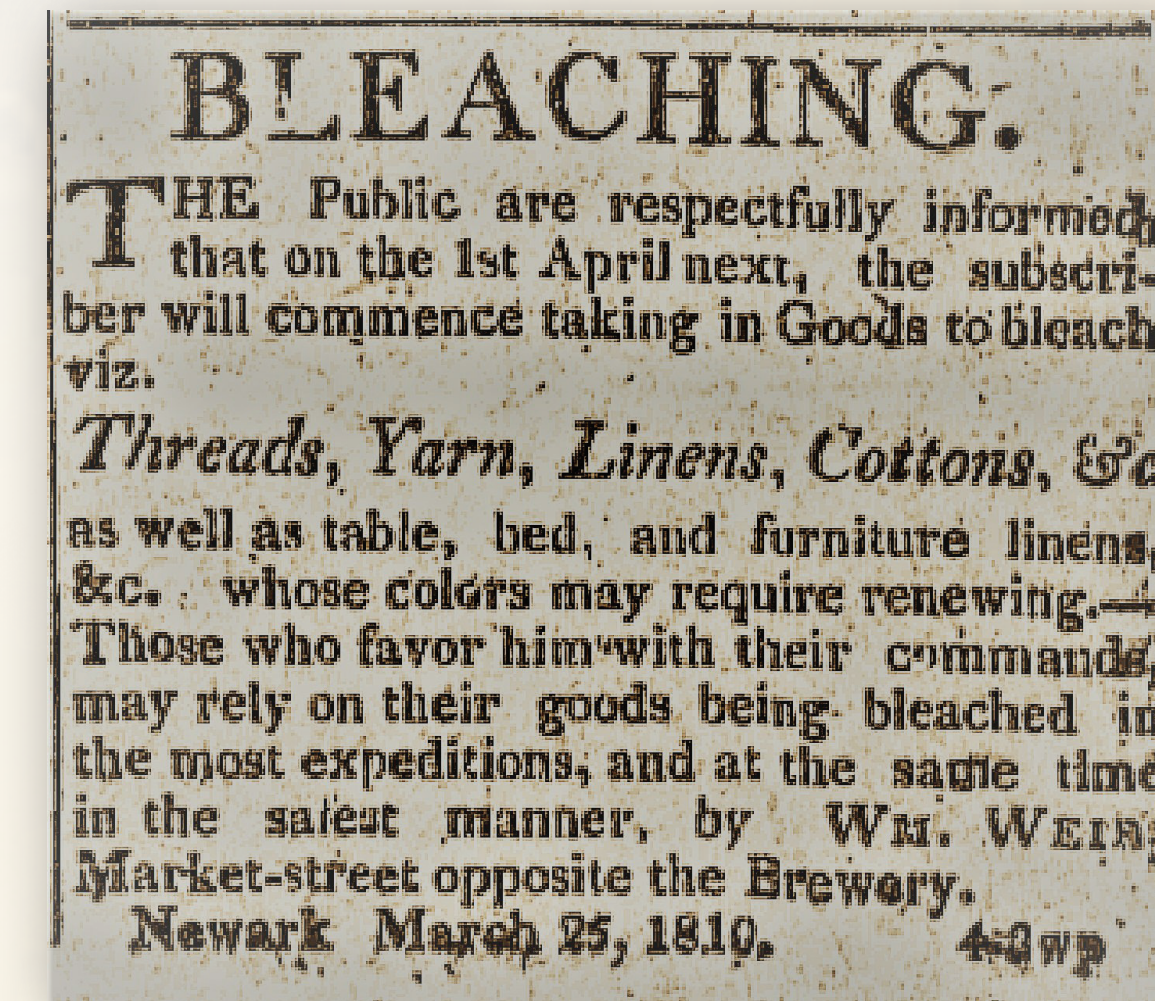 BLEACHING.
THE Public are respectfully informed,
that on the 1st April next, the subscri-
ber will commence taking in Goods to bleach
viz.
Threads, Yarn, Linens, Cottons, &c
as well as table, bed, and furniture linens,
&c. whose colors may require renewing.—
Those who favor him with their commands,
may rely on their goods being bleached in
the most expeditions, and at the same time
in the safest manner, by WM. WEIR,
Market-street opposite the Brewery.
Newark March 25, 1810.